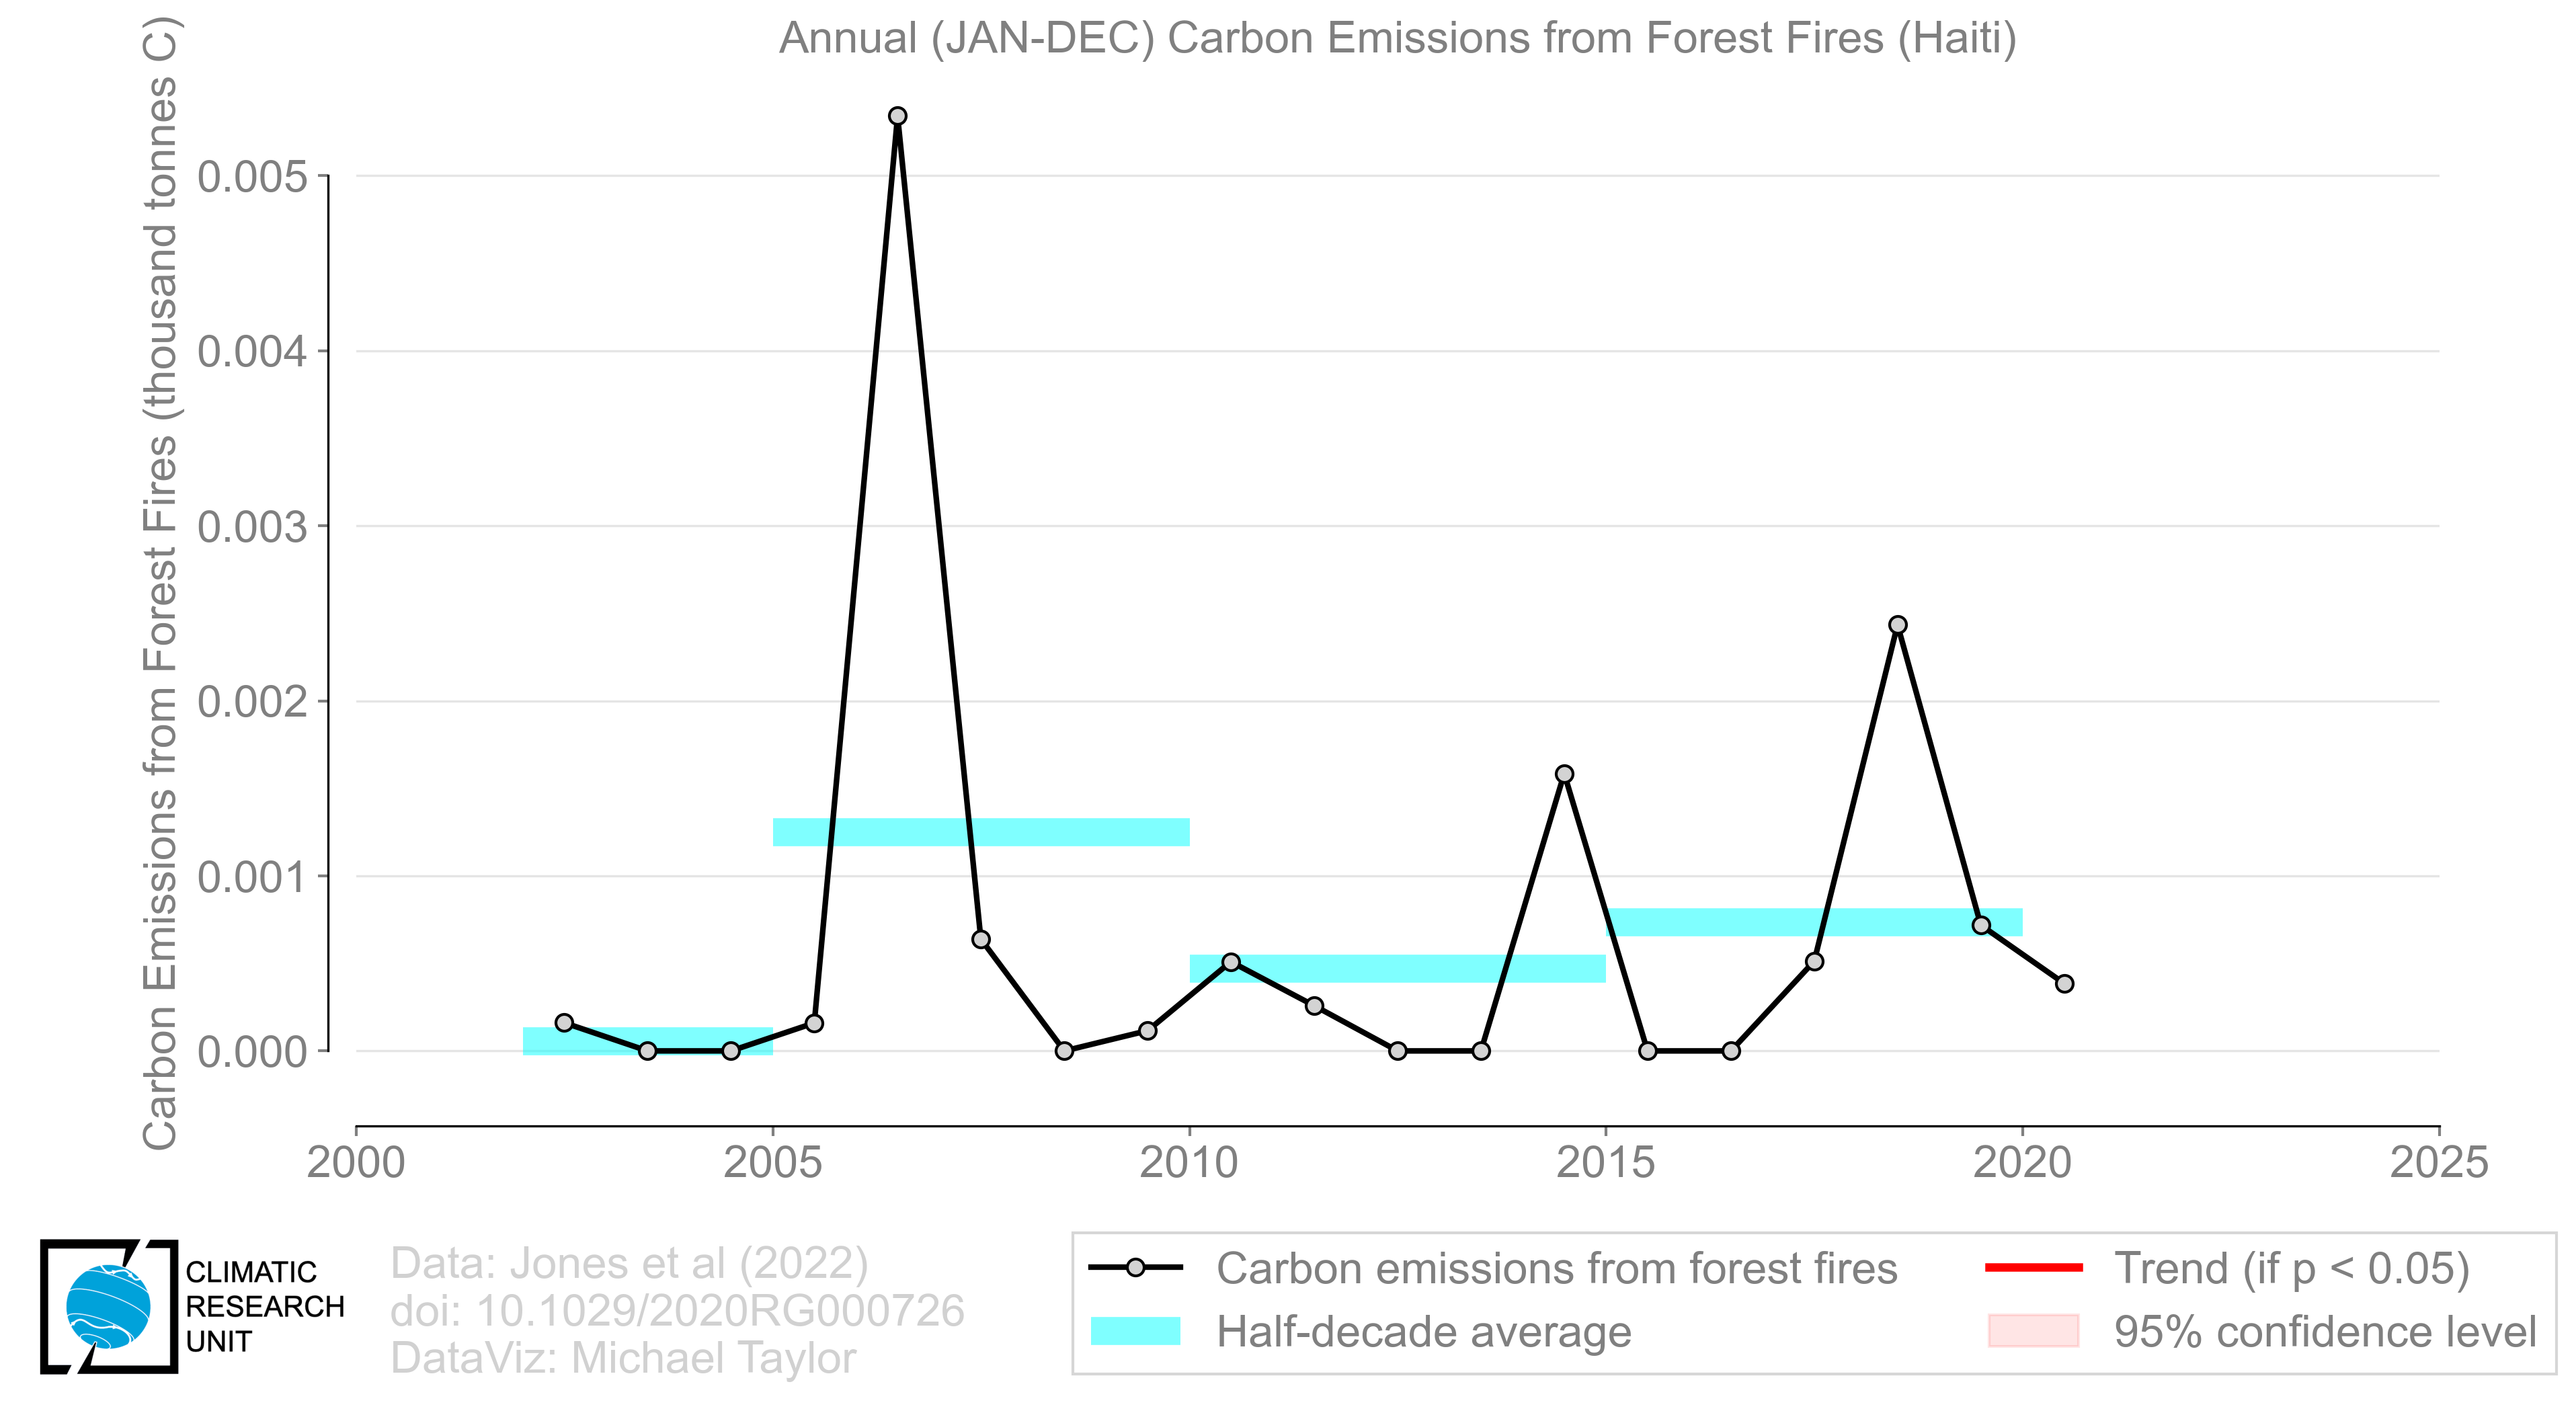 Annual (JAN-DEC) Carbon Emissions from Forest Fires (Haiti)
Carbon Emissions from Forest Fires (thousand tonnes C)
0.005
0.004
0.003
0.002
0.001
0.000
2000
2005
2010
2015
2020
2025
CLIMATIC
RESEARCH
UNIT
Data: Jones et al (2022)
doi: 10.1029/2020RG000726
DataViz: Michael Taylor
Carbon emissions from forest fires
Half-decade average
Trend (if p < 0.05)
95% confidence level